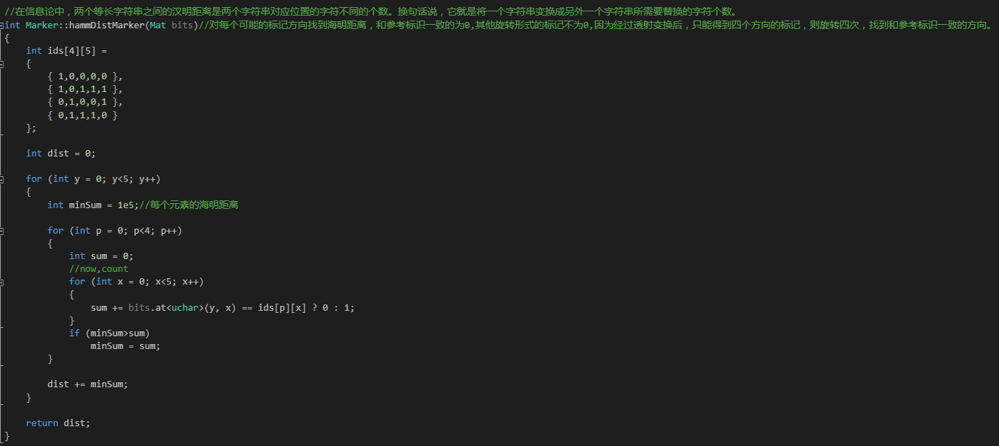 //在信息论中，两个等长字符串之间的汉明距离是两个字符串对应位置的字符不同的个数。换句话说，它就是将一个字符串变换成另外一个字符串所需要替换的字符个数。
int Marker::hammDistMarker(Mat bits)//对每个可能的标记方向找到海明距离，和参考标识一致的为0,其他旋转形式的标记不为0,因为经过透射变换后，只能得到四个方向的标记，则旋转四次，找到和参考标识一致的方向。
{
    int ids[4][5] =
    {
        { 1,0,0,0,0 },
        { 1,0,1,1,1 },
        { 0,1,0,0,1 },
        { 0,1,1,1,0 }
    };
    int dist = 0;
    for (int y = 0; y<5; y++)
    {
        int minSum = 1e5;//每个元素的海明距离
        for (int p = 0; p<4; p++)
        {
            int sum = 0;
            //now,count
            for (int x = 0; x<5; x++)
            {
                sum += bits.at<uchar>(y, x) == ids[p][x] ? 0 : 1;
            }
            if (minSum>sum)
                minSum = sum;
        }
        dist += minSum;
    }
    return dist;
}